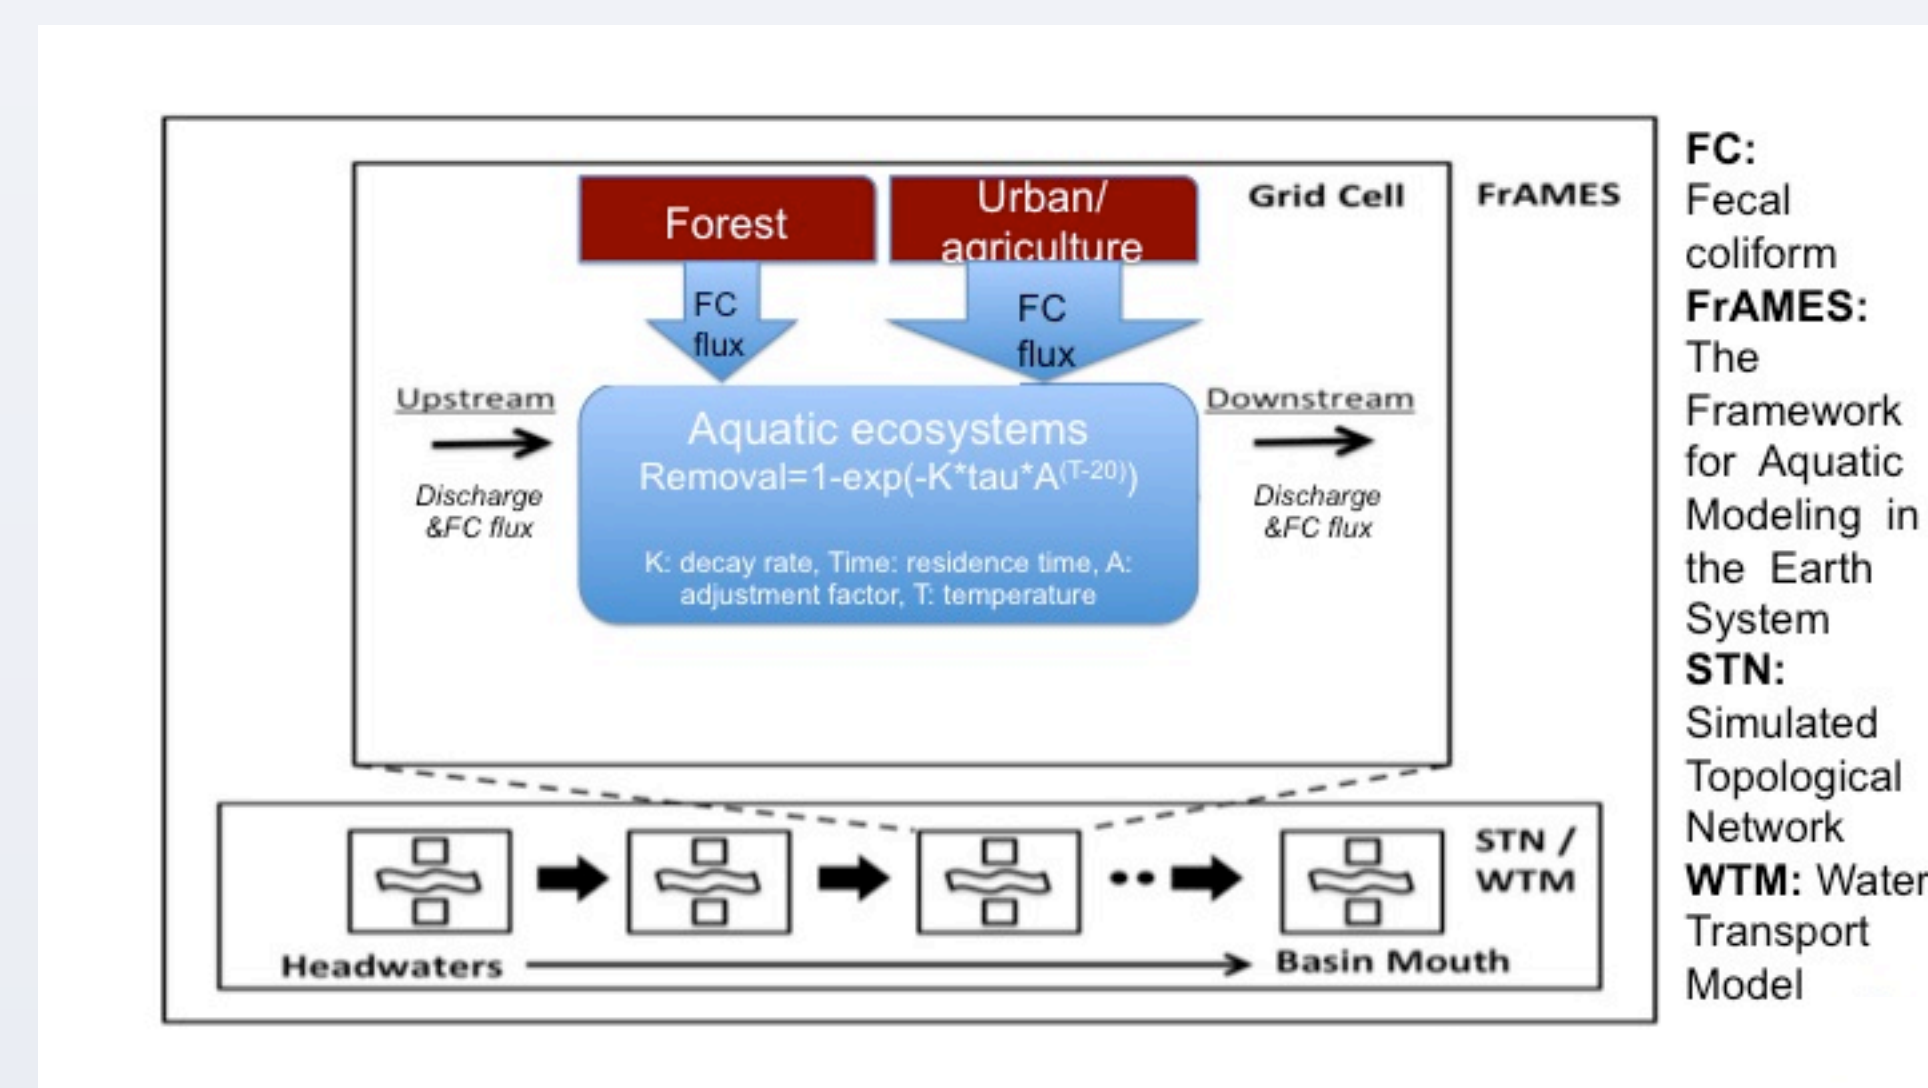 Forest
Urban/
agriculture
Grid Cell
FrAMES
FC
flux
FC
flux
Upstream
Discharge
&FC flux
Aquatic ecosystems
Removal=1-exp(-K*tau*A(T-20))
K: decay rate, Time: residence time, A:
adjustment factor, T: temperature
Downstream
Discharge
&FC flux
STN /
WTM
Headwaters
Basin Mouth
FC:
Fecal
coliform
FrAMES:
The
Framework
for Aquatic
Modeling in
the Earth
System
STN:
Simulated
Topological
Network
WTM: Water
Transport
Model